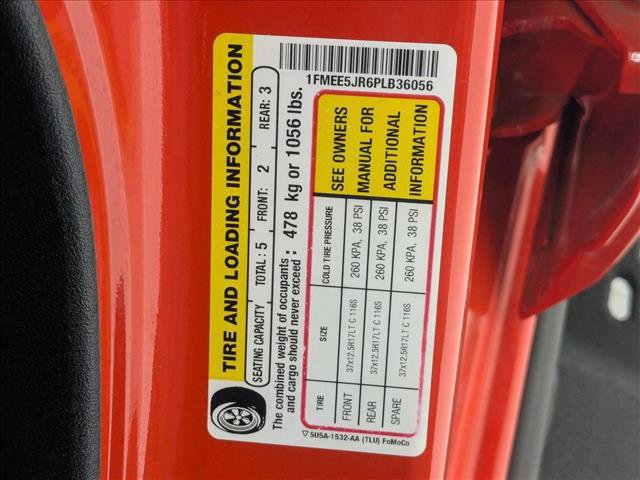 1FMEE5JR6PLB36056
TIRE AND LOADING INFORMATION
SEATING CAPACITY TOTAL: 5 FRONT: 2 REAR: 3
The combined weight of occupants
and cargo should never exceed: 478 kg or 1056 lbs.
TIRE SIZE COLD TIRE PRESSURE SEE OWNERS
FRONT 37x12.5R17LT C 116S 260 KPA, 38 PSI MANUAL FOR
REAR 37x12.5R17LT C 116S 260 KPA, 38 PSI ADDITIONAL
SPARE 37x12.5R17LT C 116S 260 KPA, 38 PSI INFORMATION
▽ 5U5A-1532-AA (TLU) FoMoCo